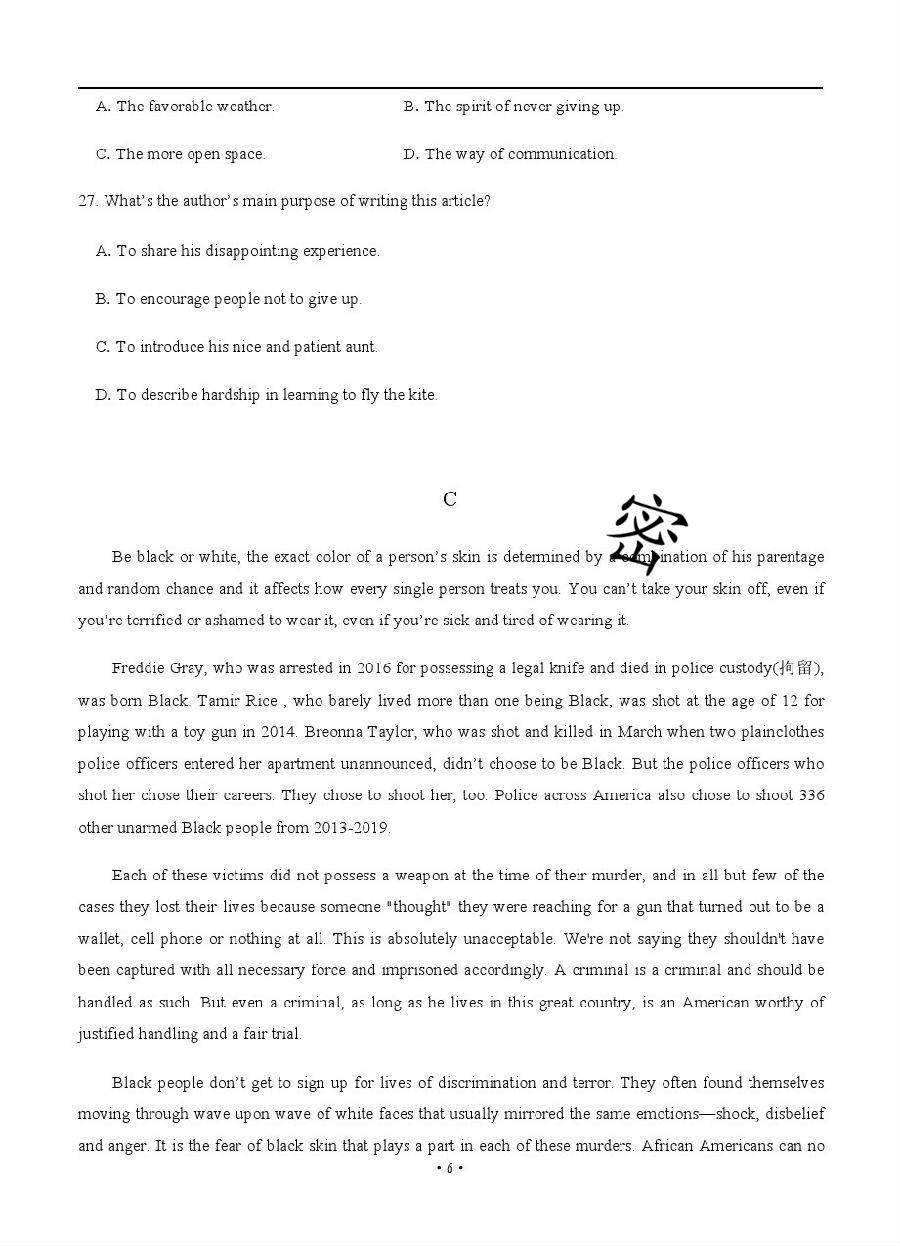 A. The favorable weather. B. The spirit of never giving up.
C. The more open space. D. The way of communication.
27. What's the author's main purpose of writing this article?
A. To share his disappointing experience.
B. To encourage people not to give up.
C. To introduce his nice and patient aunt.
D. To describe hardship in learning to fly the kite.
C
密
Be black or white, the exact color of a person's skin is determined by a combination of his parentage
and random chance and it affects how every single person treats you. You can't take your skin off, even if
you're terrified or ashamed to wear it, even if you're sick and tired of wearing it.
Freddie Gray, who was arrested in 2016 for possessing a legal knife and died in police custody(拘留),
was born Black. Tamir Rice , who barely lived more than one being Black, was shot at the age of 12 for
playing with a toy gun in 2014. Breonna Taylor, who was shot and killed in March when two plainclothes
police officers entered her apartment unannounced, didn't choose to be Black. But the police officers who
shot her chose their careers. They chose to shoot her, too. Police across America also chose to shoot 336
other unarmed Black people from 2013-2019.
Each of these victims did not possess a weapon at the time of their murder, and in all but few of the
cases they lost their lives because someone "thought" they were reaching for a gun that turned out to be a
wallet, cell phone or nothing at all. This is absolutely unacceptable. We're not saying they shouldn't have
been captured with all necessary force and imprisoned accordingly. A criminal is a criminal and should be
handled as such. But even a criminal, as long as he lives in this great country, is an American worthy of
justified handling and a fair trial.
Black people don't get to sign up for lives of discrimination and terror. They often found themselves
moving through wave upon wave of white faces that usually mirrored the same emotions—shock, disbelief
and anger. It is the fear of black skin that plays a part in each of these murders. African Americans can no
• 6 •